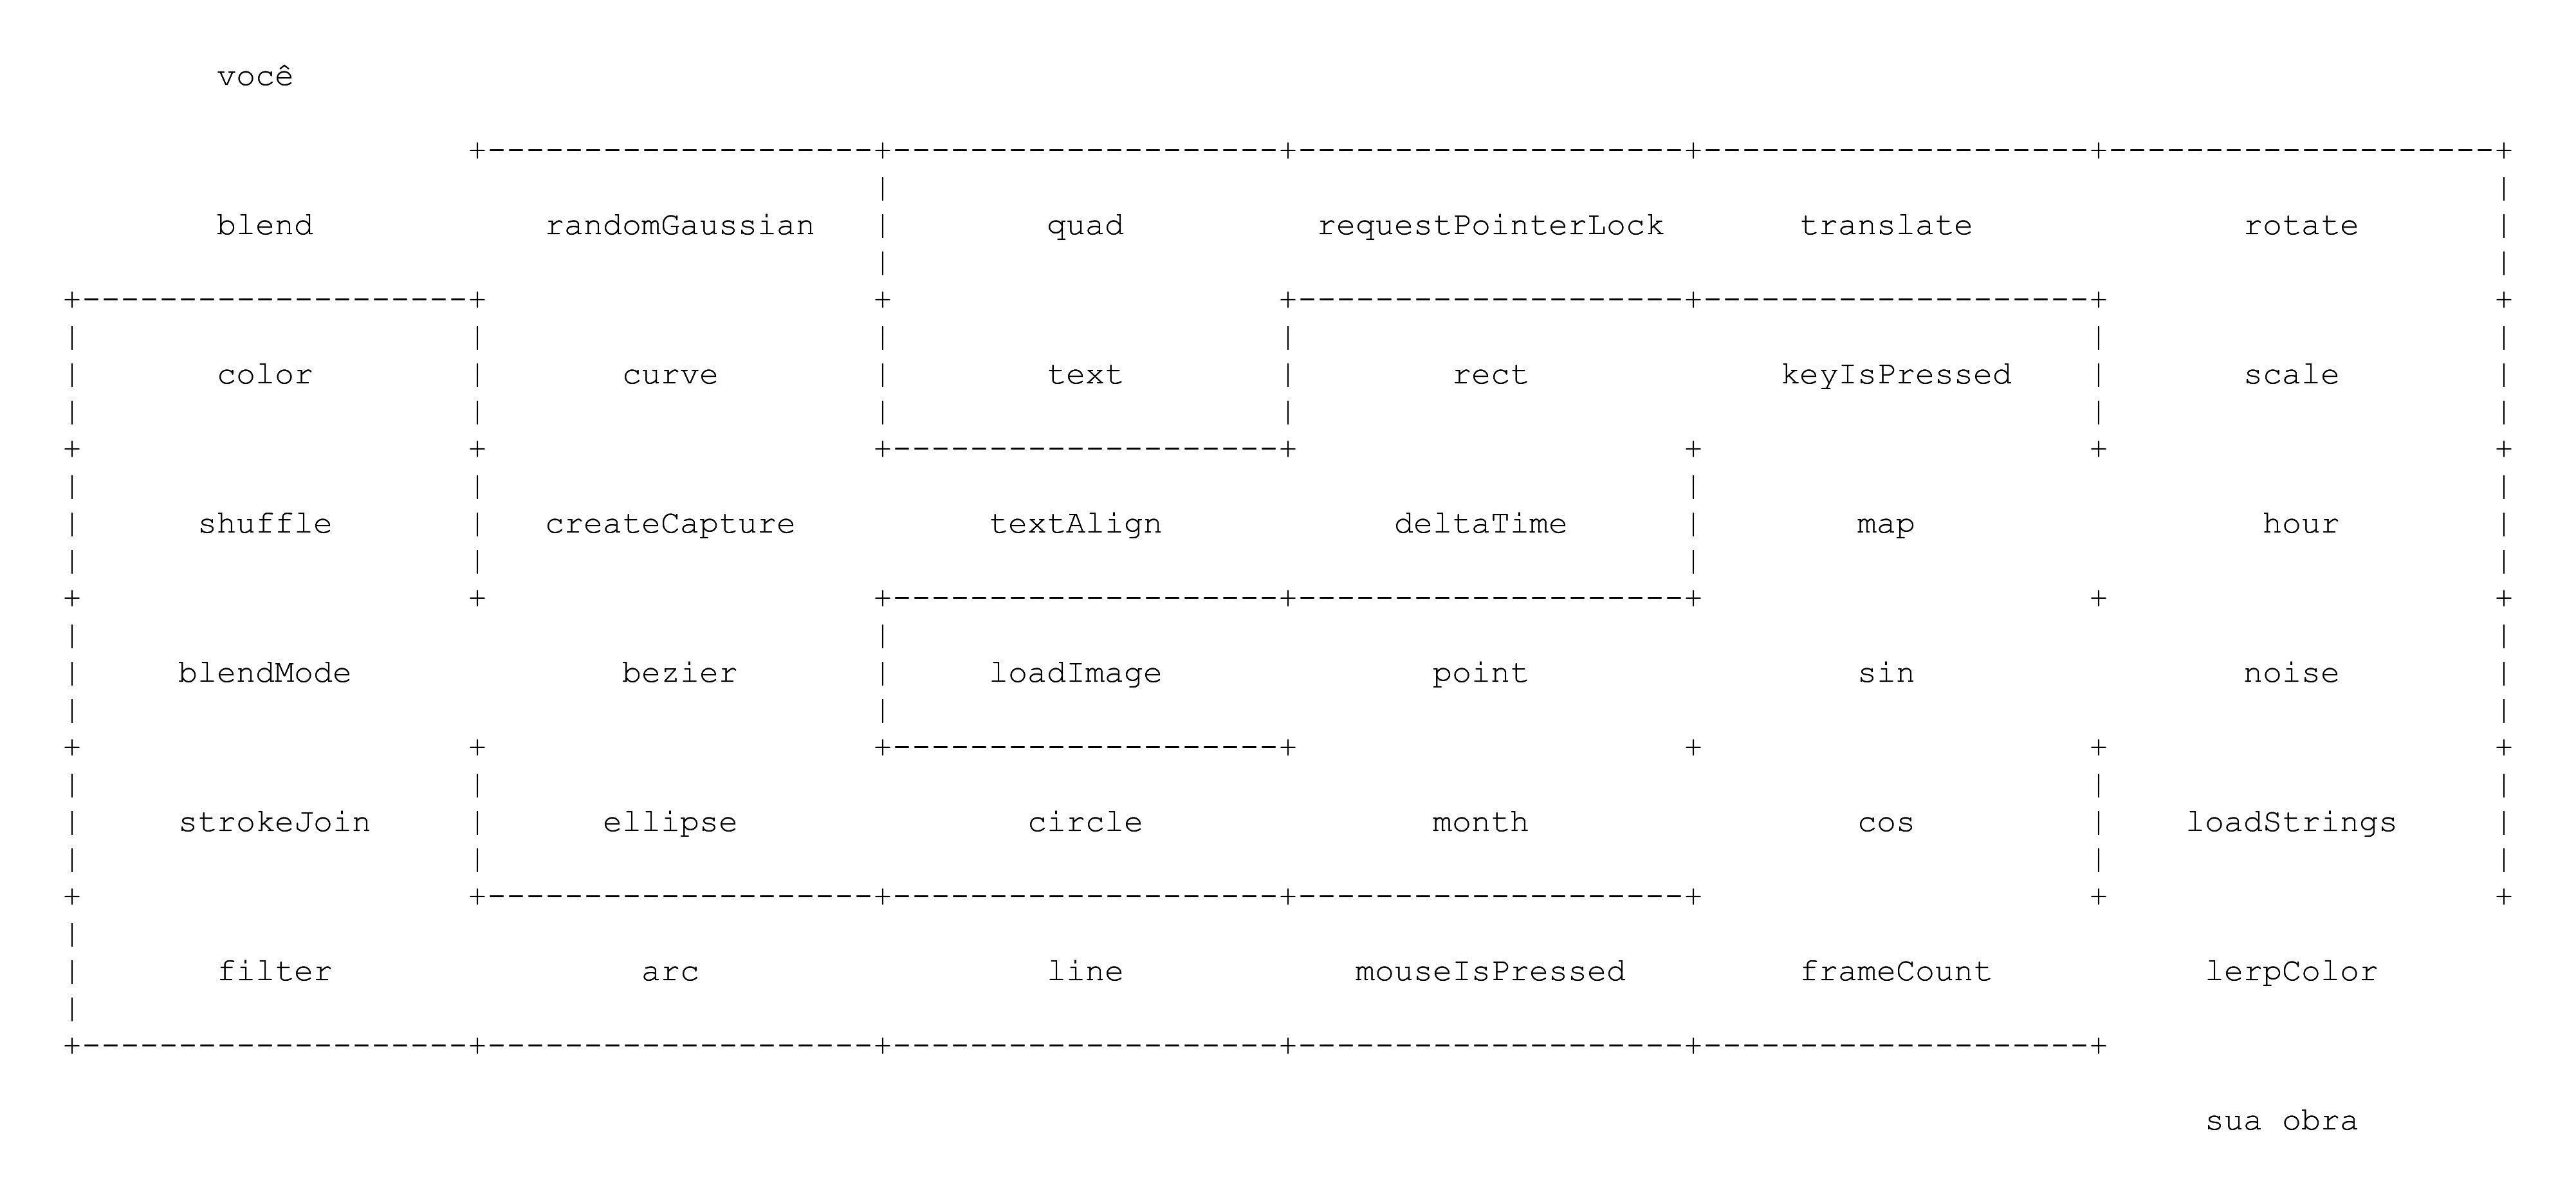 você
blend randomGaussian quad requestPointerLock translate rotate
color curve text rect keyIsPressed scale
shuffle createCapture textAlign deltaTime map hour
blendMode bezier loadImage point sin noise
strokeJoin ellipse circle month cos loadStrings
filter arc line mouseIsPressed frameCount lerpColor
sua obra